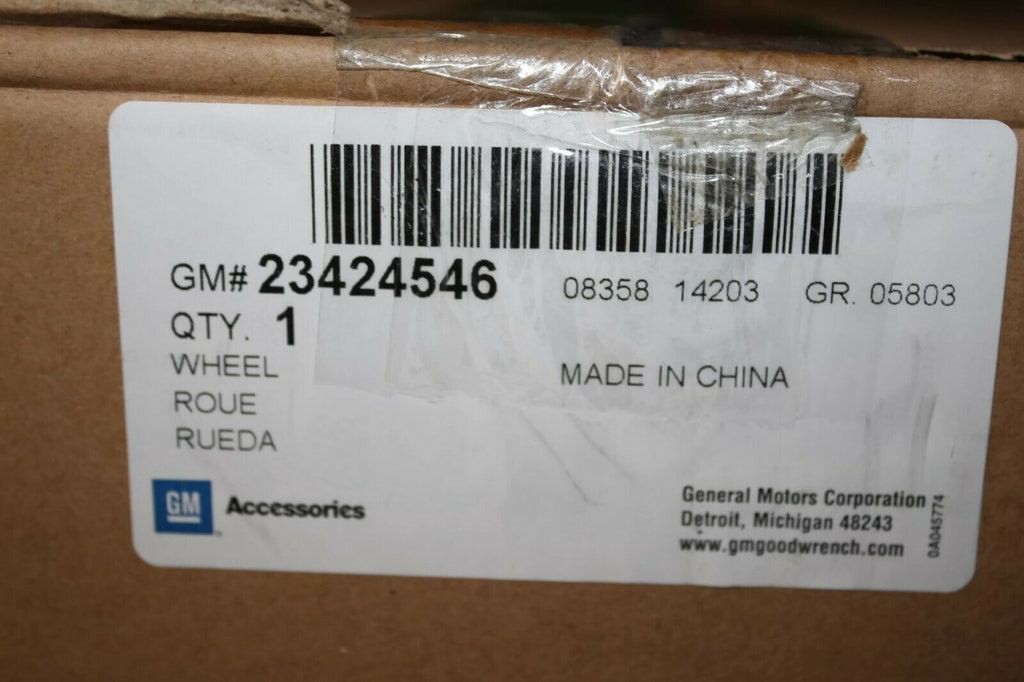 GM# 23424546 08358 14203 GR. 05803
QTY. 1
WHEEL
MADE IN CHINA
ROUE
RUEDA
GM Accessories
General Motors Corporation
Detroit, Michigan 48243
www.gmgoodwrench.com
0A045774